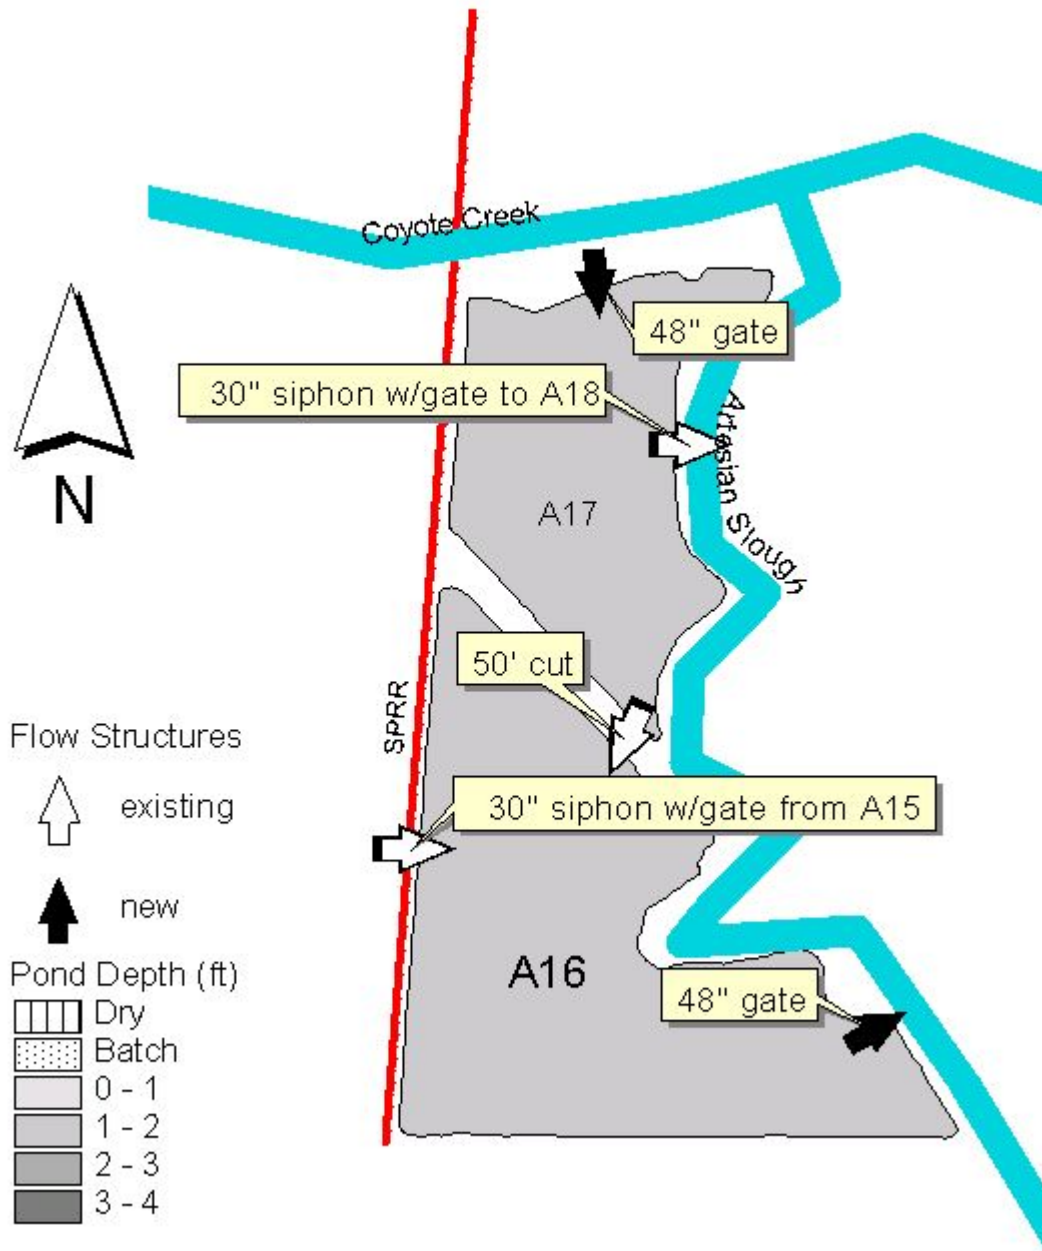 Coyote Creek
48" gate
30" siphon w/gate to A18
Artesian Slough
N
A17
50' cut
SPRR
Flow Structures
existing
30" siphon w/gate from A15
new
A16
Pond Depth (ft)
48" gate
Dry
Batch
0 - 1
1 - 2
2 - 3
3 - 4